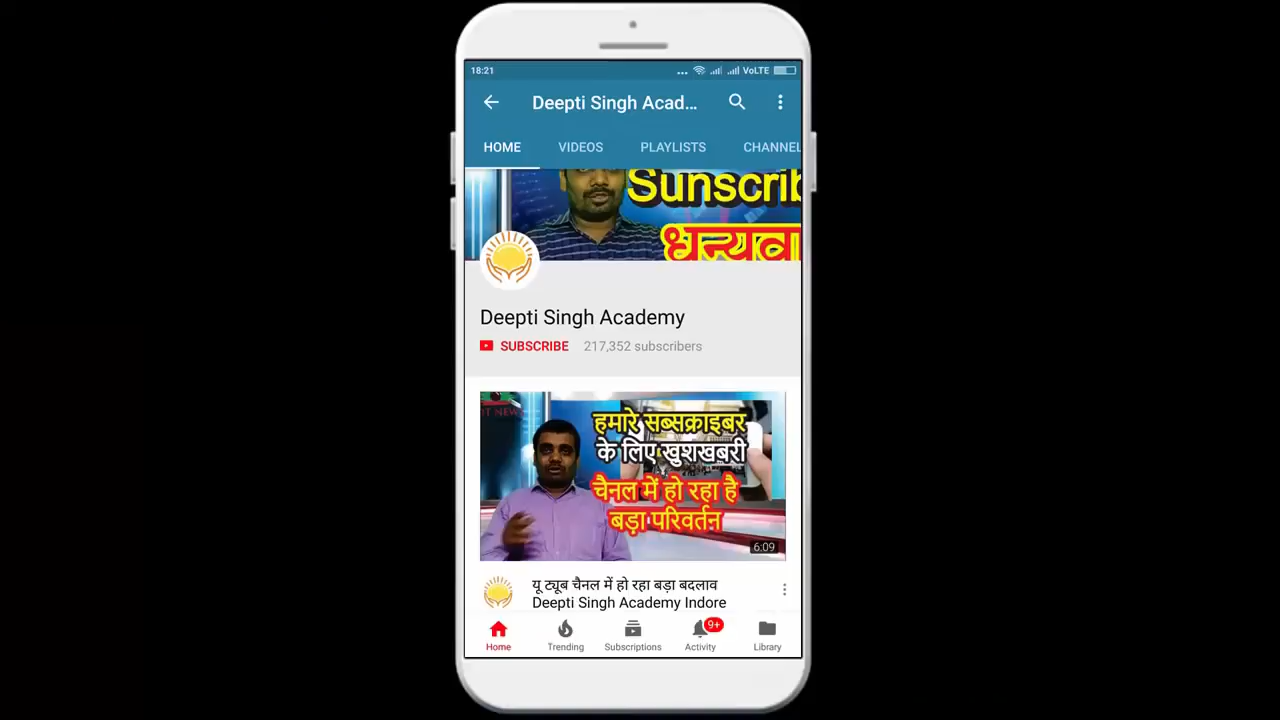 18:21 VoLTE
Deepti Singh Acad...
HOME VIDEOS PLAYLISTS CHANNEL
Sunscrib
धन्यवा
Deepti Singh Academy
SUBSCRIBE 217,352 subscribers
हमारे सब्सक्राइबर
के लिए खुशखबरी
चैनल में हो रहा है
बड़ा परिवर्तन
6:09
यू ट्यूब चैनल में हो रहा बड़ा बदलाव
Deepti Singh Academy Indore
9+
Home Trending Subscriptions Activity Library